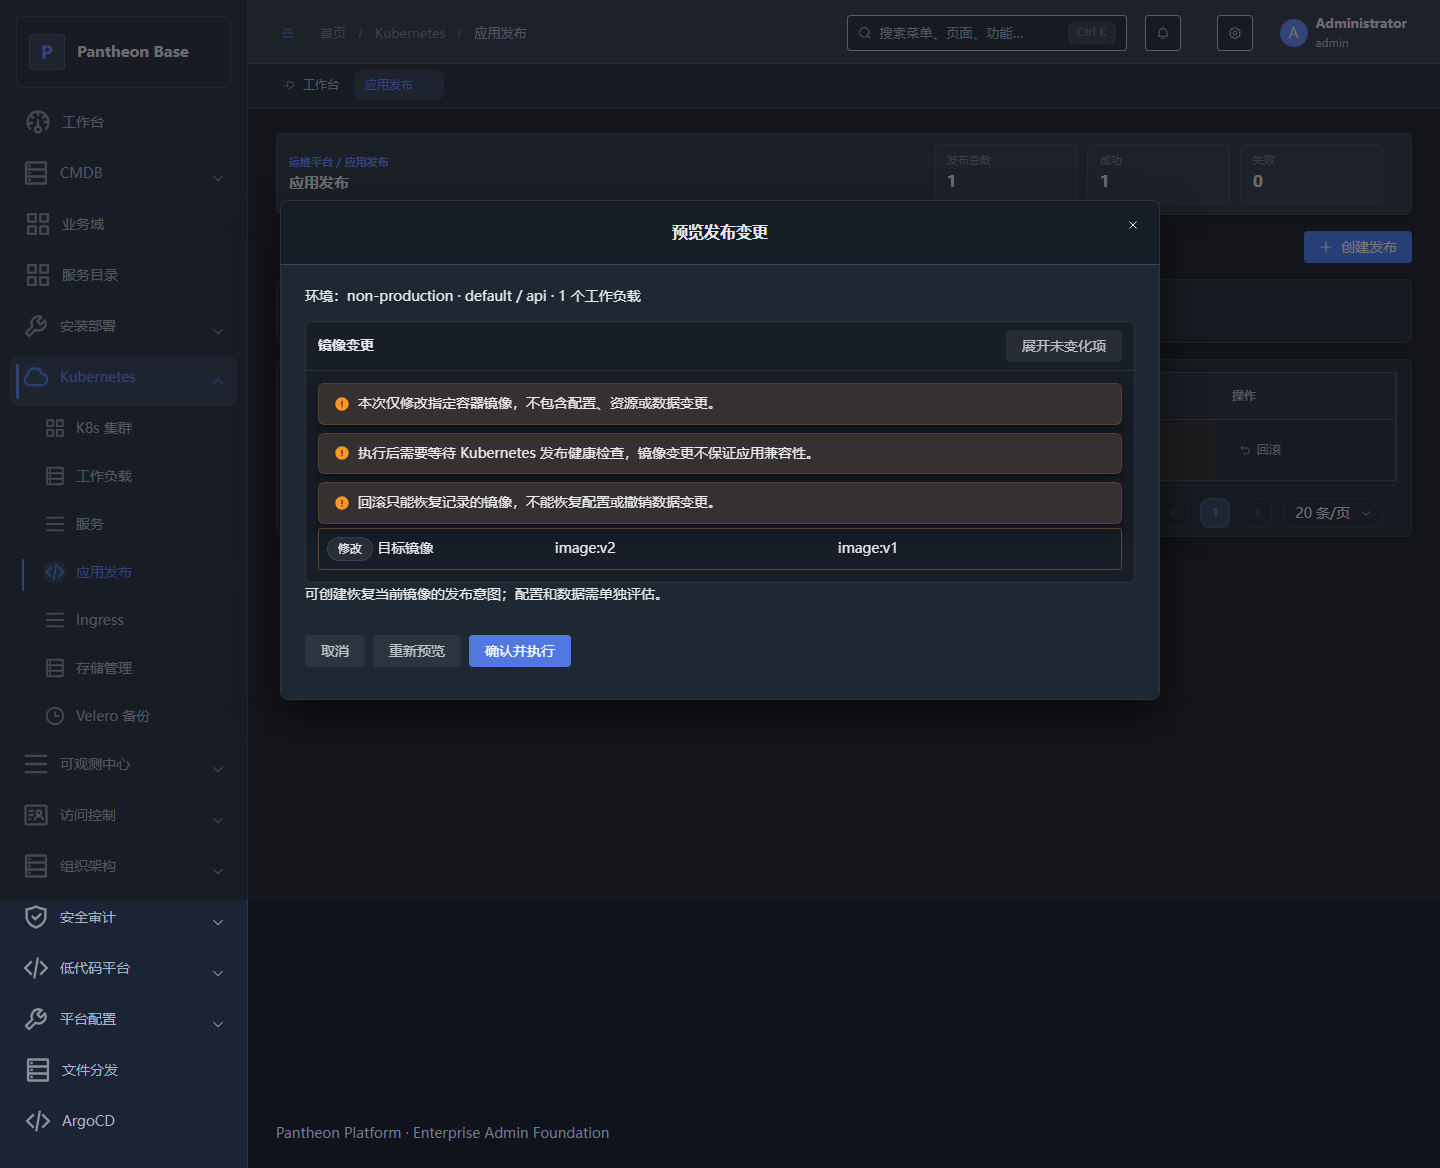 P Pantheon Base
首页 / Kubernetes / 应用发布
搜索菜单、页面、功能... Ctrl K
A Administrator
admin
工作台 应用发布
工作台
CMDB
业务域
服务目录
安装部署
Kubernetes
K8s 集群
工作负载
服务
应用发布
Ingress
存储管理
Velero 备份
可观测中心
访问控制
组织架构
安全审计
低代码平台
平台配置
文件分发
ArgoCD
运维平台 / 应用发布
应用发布
发布总数
1
成功
1
失败
0
创建发布
预览发布变更
环境：non-production · default / api · 1 个工作负载
镜像变更 展开未变化项
本次仅修改指定容器镜像，不包含配置、资源或数据变更。
执行后需要等待 Kubernetes 发布健康检查，镜像变更不保证应用兼容性。
回滚只能恢复记录的镜像，不能恢复配置或撤销数据变更。
修改 目标镜像 image:v2 image:v1
可创建恢复当前镜像的发布意图；配置和数据需单独评估。
取消 重新预览 确认并执行
操作
回滚
1 20 条/页
Pantheon Platform · Enterprise Admin Foundation